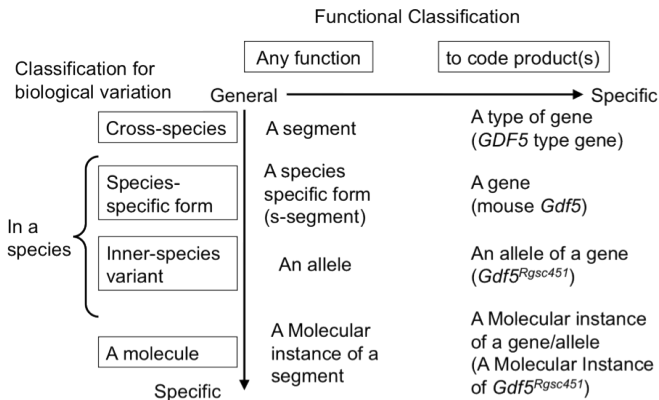 Functional Classification
Any function
to code product(s)
Classification for
biological variation
General
Specific
Cross-species
A segment
A type of gene
(GDF5 type gene)
In a
species
Species-
specific form
A species
specific form
(s-segment)
A gene
(mouse Gdf5)
Inner-species
variant
An allele
An allele of a gene
(Gdf5Rgsc451)
A molecule
A Molecular
instance of a
segment
A Molecular instance
of a gene/allele
(A Molecular Instance
of Gdf5Rgsc451)
Specific